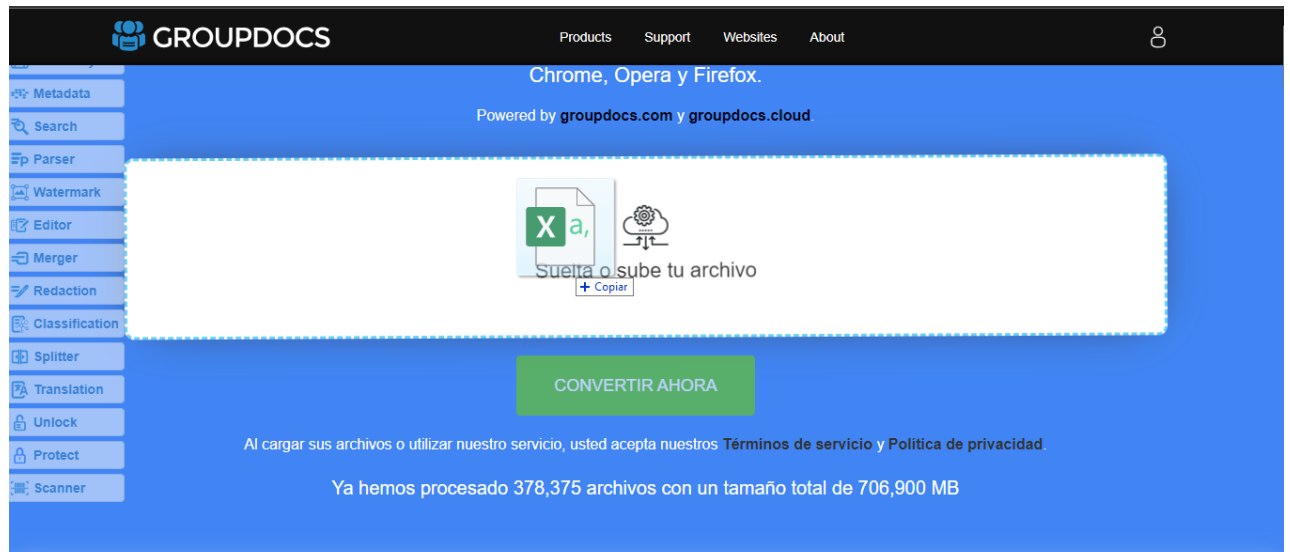 GROUPDOCS
Products Support Websites About
Chrome, Opera y Firefox.
Powered by groupdocs.com y groupdocs.cloud.
Metadata
Search
Parser
Watermark
Editor
Merger
Redaction
Classification
Splitter
Translation
Unlock
Protect
Scanner
X a,
Suelta o sube tu archivo
+ Copiar
CONVERTIR AHORA
Al cargar sus archivos o utilizar nuestro servicio, usted acepta nuestros Términos de servicio y Política de privacidad.
Ya hemos procesado 378,375 archivos con un tamaño total de 706,900 MB